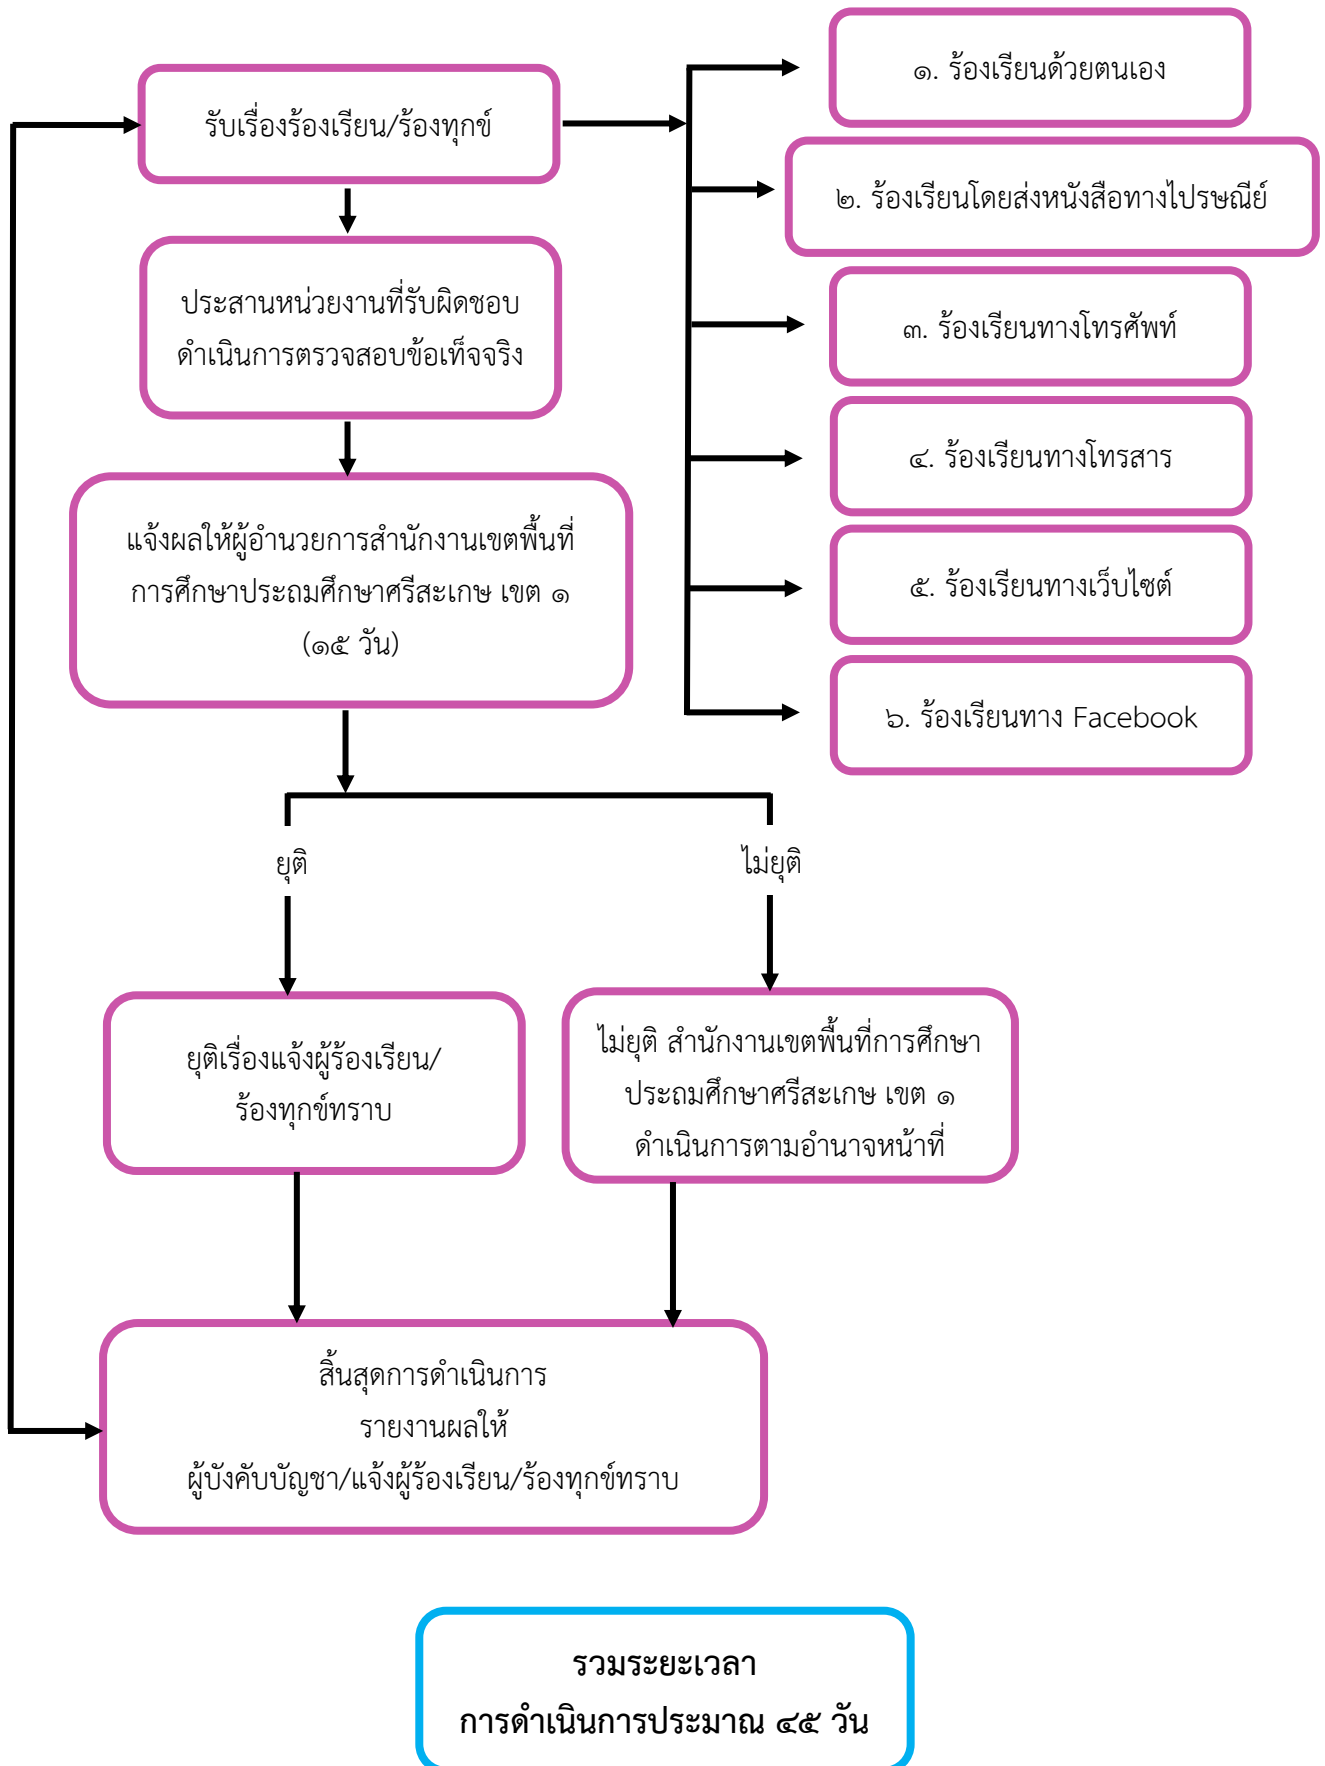 รับเรื่องร้องเรียน/ร้องทุกข์
๑. ร้องเรียนด้วยตนเอง
๒. ร้องเรียนโดยส่งหนังสือทางไปรษณีย์
๓. ร้องเรียนทางโทรศัพท์
๔. ร้องเรียนทางโทรสาร
๕. ร้องเรียนทางเว็บไซต์
๖. ร้องเรียนทาง Facebook
ประสานหน่วยงานที่รับผิดชอบ
ดำเนินการตรวจสอบข้อเท็จจริง
แจ้งผลให้ผู้อำนวยการสำนักงานเขตพื้นที่
การศึกษาประถมศึกษาศรีสะเกษ เขต ๑
(๑๕ วัน)
ยุติ
ไม่ยุติ
ยุติเรื่องแจ้งผู้ร้องเรียน/
ร้องทุกข์ทราบ
ไม่ยุติ สำนักงานเขตพื้นที่การศึกษา
ประถมศึกษาศรีสะเกษ เขต ๑
ดำเนินการตามอำนาจหน้าที่
สิ้นสุดการดำเนินการ
รายงานผลให้
ผู้บังคับบัญชา/แจ้งผู้ร้องเรียน/ร้องทุกข์ทราบ
รวมระยะเวลา
การดำเนินการประมาณ ๔๕ วัน